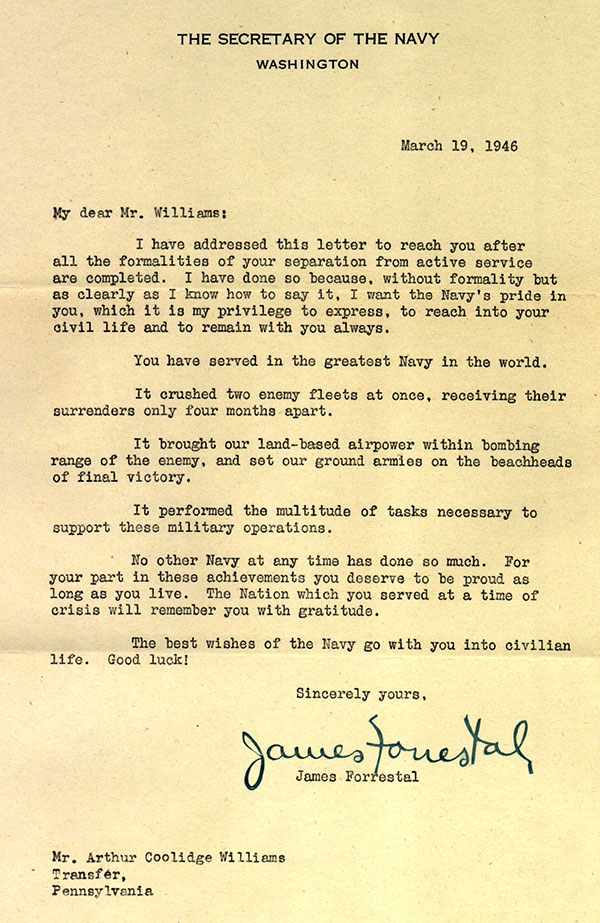 THE SECRETARY OF THE NAVY
WASHINGTON
March 19, 1946
My dear Mr. Williams:
I have addressed this letter to reach you after
all the formalities of your separation from active service
are completed. I have done so because, without formality but
as clearly as I know how to say it, I want the Navy's pride in
you, which it is my privilege to express, to reach into your
civil life and to remain with you always.
You have served in the greatest Navy in the world.
It crushed two enemy fleets at once, receiving their
surrenders only four months apart.
It brought our land-based airpower within bombing
range of the enemy, and set our ground armies on the beachheads
of final victory.
It performed the multitude of tasks necessary to
support these military operations.
No other Navy at any time has done so much. For
your part in these achievements you deserve to be proud as
long as you live. The Nation which you served at a time of
crisis will remember you with gratitude.
The best wishes of the Navy go with you into civilian
life. Good luck!
Sincerely yours,
James Forrestal
James Forrestal
Mr. Arthur Coolidge Williams
Transfer,
Pennsylvania